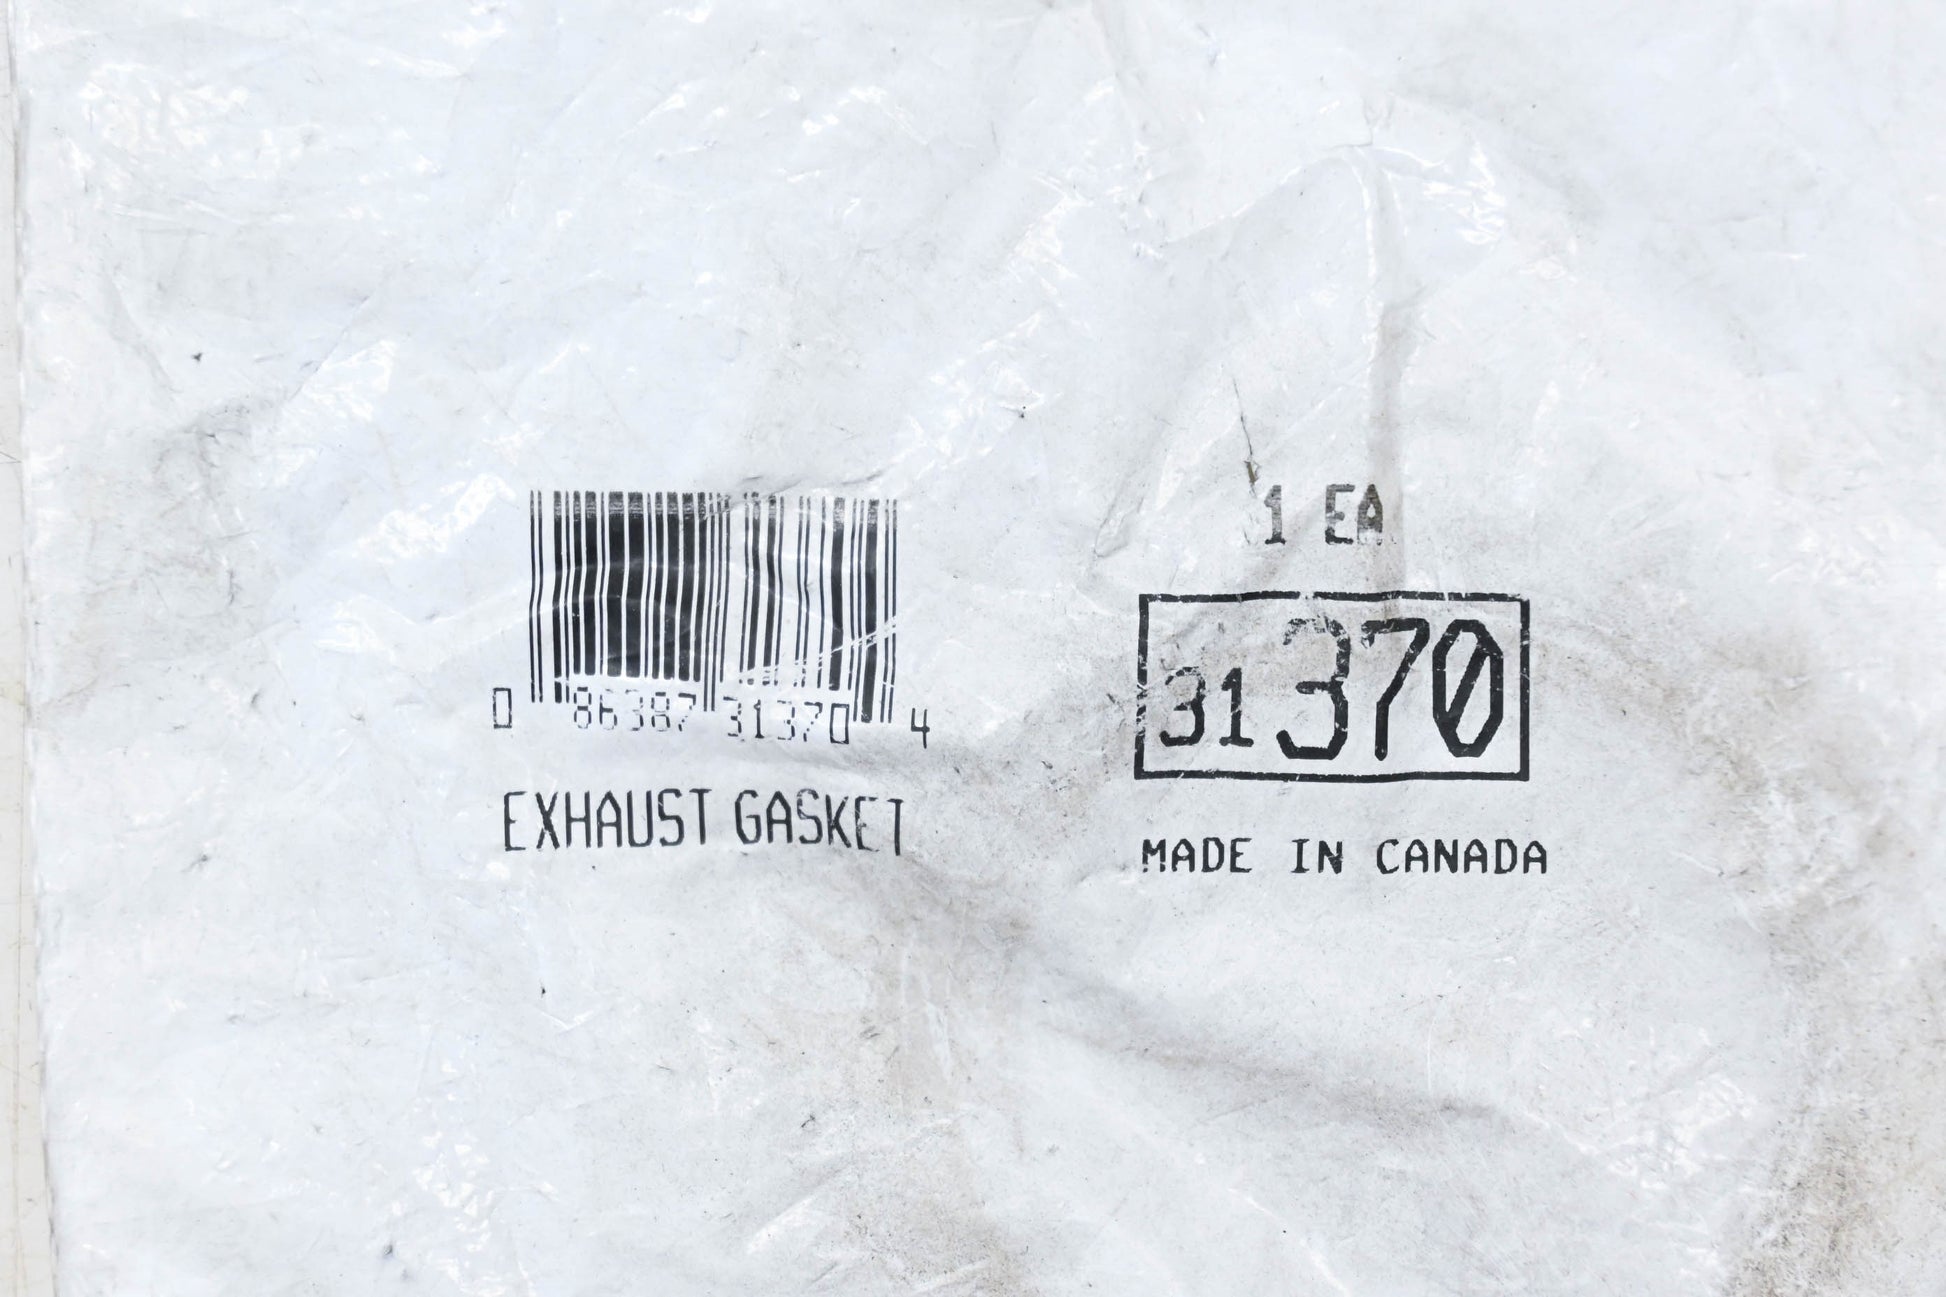 0 86387 31370 4
EXHAUST GASKET
1 EA
31370
MADE IN CANADA